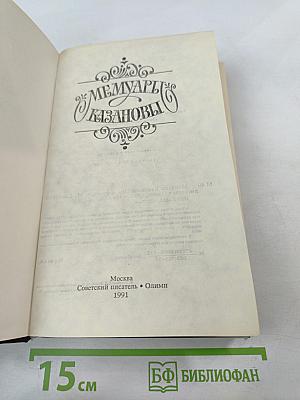 МЕМУАРЫ
КАЗАНОВЫ
Москва
Советский писатель • Олимп
1991
15 см
БФ БИБЛИОФАН